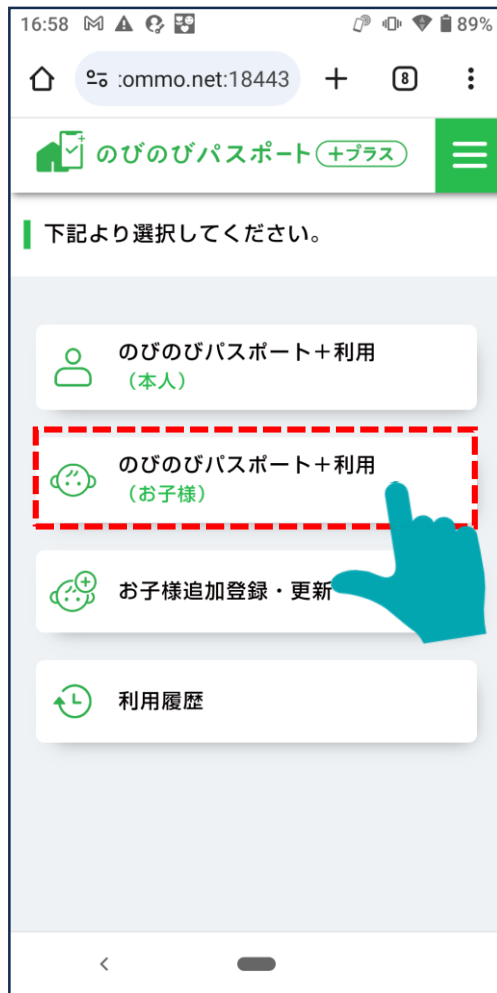 16:58 89%
:ommo.net:18443 8
のびのびパスポート +プラス
下記より選択してください。
のびのびパスポート＋利用
（本人）
のびのびパスポート＋利用
（お子様）
お子様追加登録・更新
利用履歴